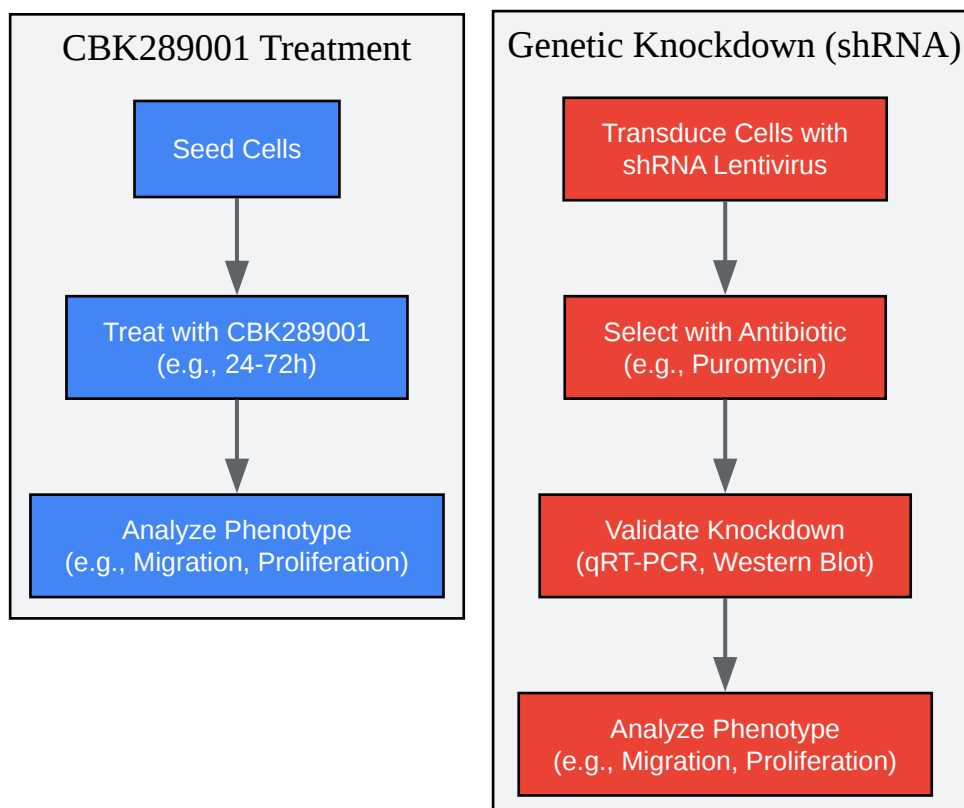 CBK289001 Treatment
Seed Cells
Treat with CBK289001
(e.g., 24-72h)
Analyze Phenotype
(e.g., Migration, Proliferation)
Genetic Knockdown (shRNA)
Transduce Cells with
shRNA Lentivirus
Select with Antibiotic
(e.g., Puromycin)
Validate Knockdown
(qRT-PCR, Western Blot)
Analyze Phenotype
(e.g., Migration, Proliferation)